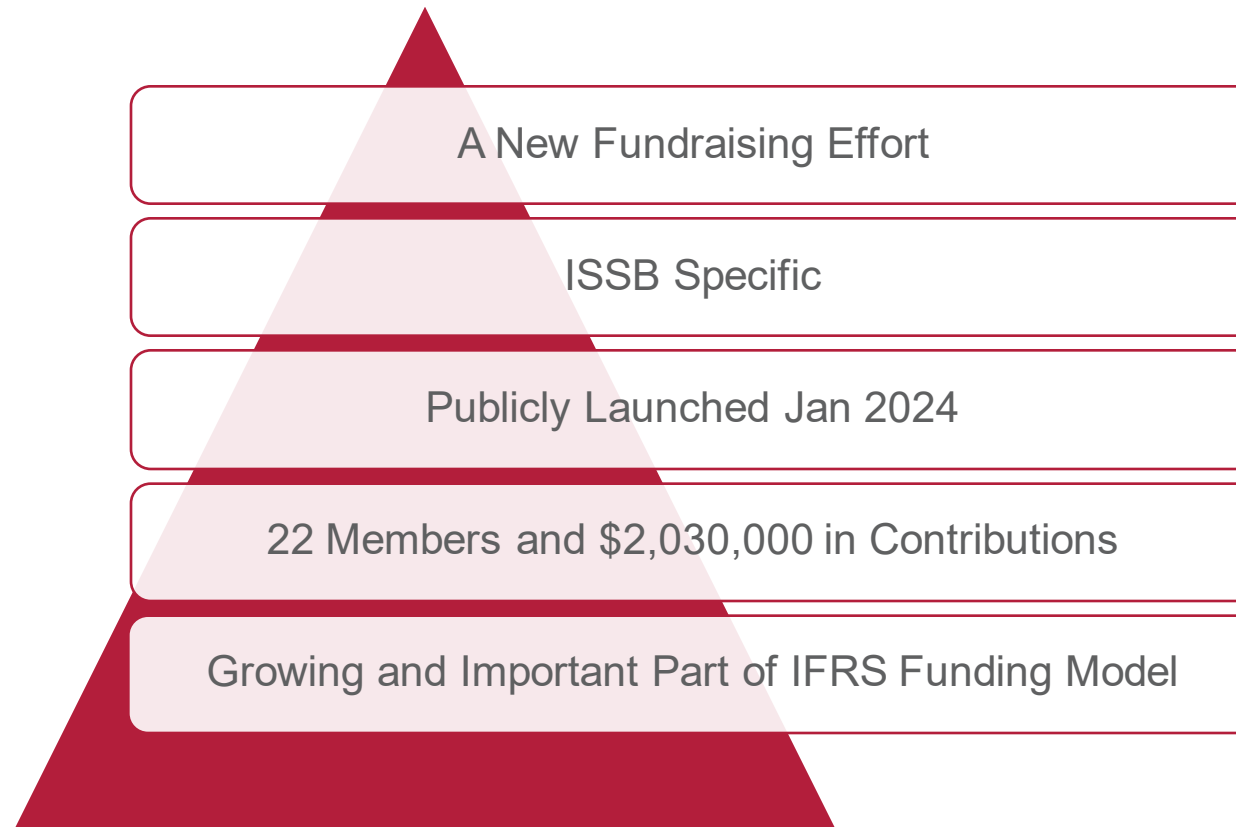 A New Fundraising Effort
ISSB Specific
Publicly Launched Jan 2024
22 Members and $2,030,000 in Contributions
Growing and Important Part of IFRS Funding Model